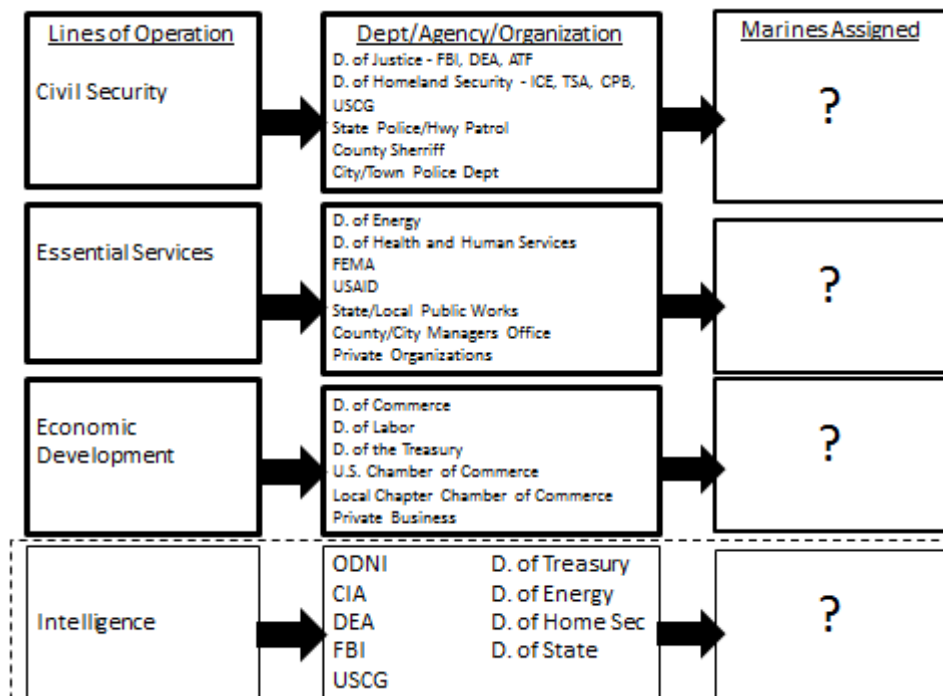 Lines of Operation
Civil Security
Dept/Agency/Organization
D. of Justice - FBI, DEA, ATF
D. of Homeland Security - ICE, TSA, CPB,
USCG
State Police/Hwy Patrol
County Sherriff
City/Town Police Dept
Marines Assigned
?
Essential Services
D. of Energy
D. of Health and Human Services
FEMA
USAID
State/Local Public Works
County/City Managers Office
Private Organizations
?
Economic
Development
D. of Commerce
D. of Labor
D. of the Treasury
U.S. Chamber of Commerce
Local Chapter Chamber of Commerce
Private Business
?
Intelligence
ODNI D. of Treasury
CIA D. of Energy
DEA D. of Home Sec
FBI D. of State
USCG
?